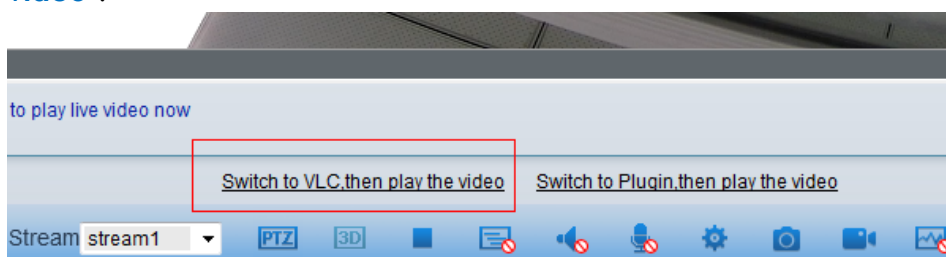 to play live video now
Switch to VLC,then play the video Switch to Plugin,then play the video
Stream stream1 PTZ 3D